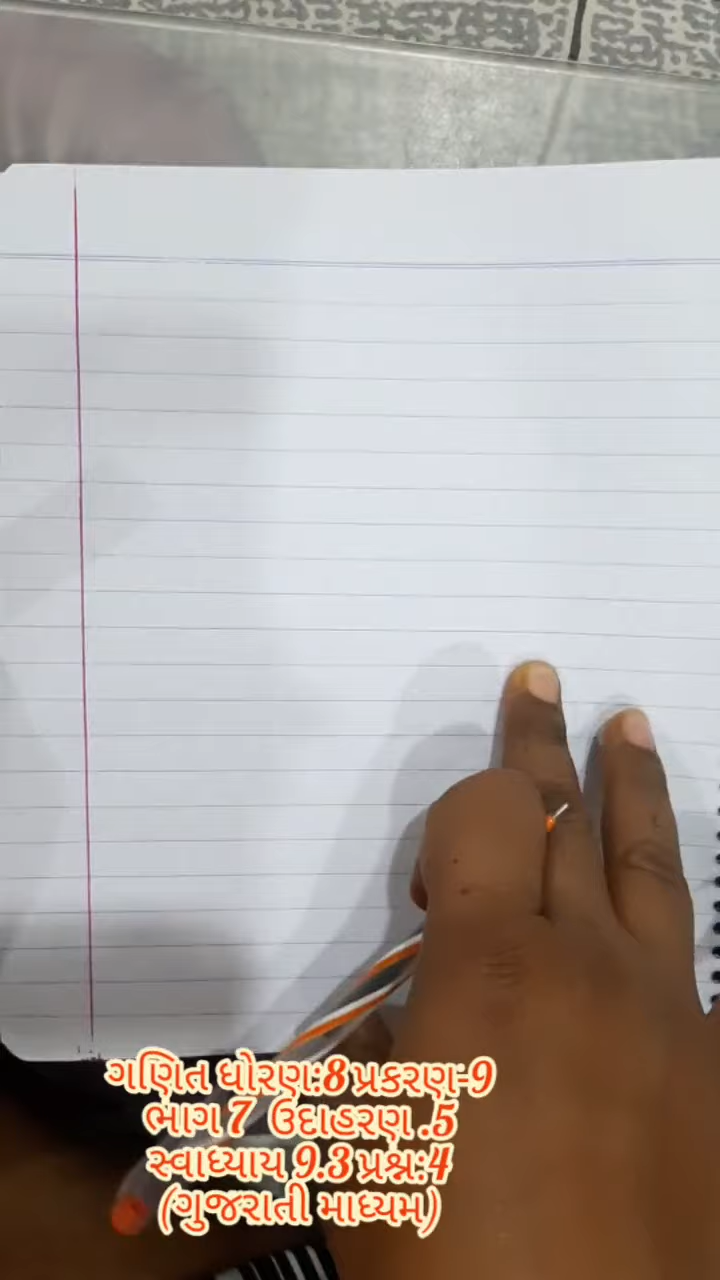 ગણિત ધોરણ:8 પ્રકરણ-9
ભાગ 7 ઉદાહરણ .5
સ્વાધ્યાય 9.3 પ્રશ્ન:4
(ગુજરાતી માધ્યમ)